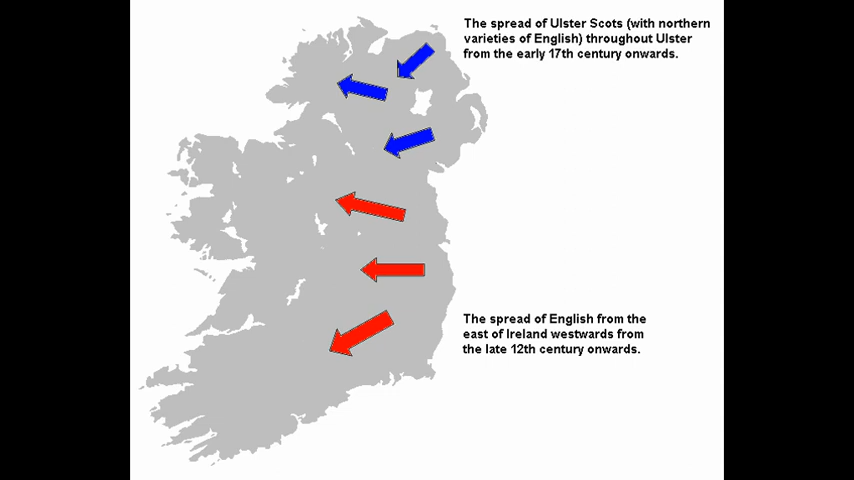 The spread of Ulster Scots (with northern
varieties of English) throughout Ulster
from the early 17th century onwards.
The spread of English from the
east of Ireland westwards from
the late 12th century onwards.